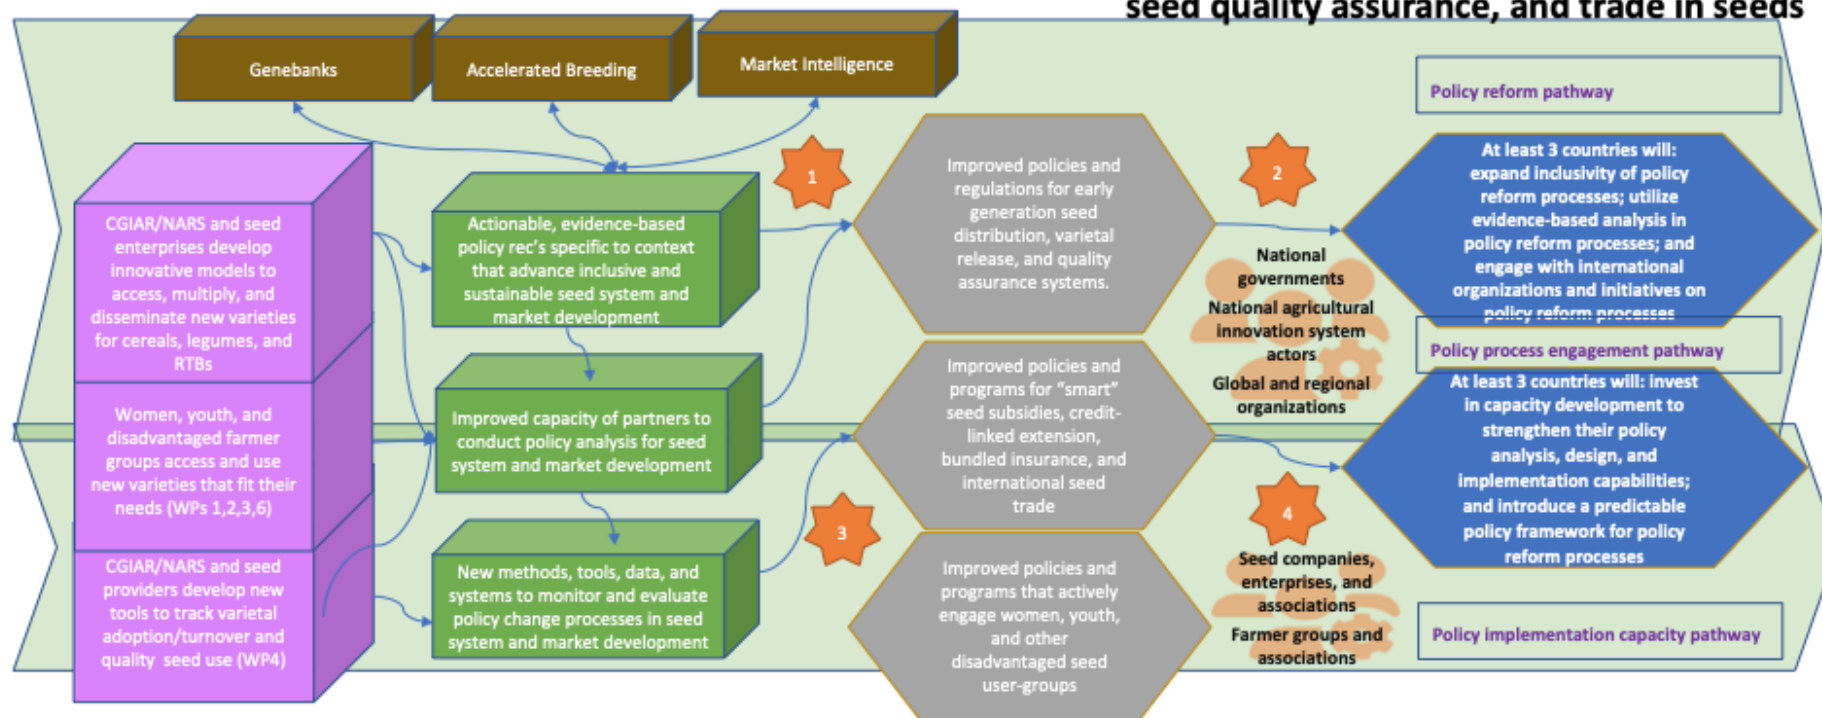 seed quality assurance, and trade in seeds
Genebanks
Accelerated Breeding
Market Intelligence
Policy reform pathway
CGIAR/NARS and seed
enterprises develop
innovative models to
access, multiply, and
disseminate new varieties
for cereals, legumes, and
RTBs
Women, youth, and
disadvantaged farmer
groups access and use
new varieties that fit their
needs (WPs 1,2,3,6)
CGIAR/NARS and seed
providers develop new
tools to track varietal
adoption/turnover and
quality seed use (WP4)
Actionable, evidence-based
policy rec's specific to context
that advance inclusive and
sustainable seed system and
market development
Improved capacity of partners to
conduct policy analysis for seed
system and market development
New methods, tools, data, and
systems to monitor and evaluate
policy change processes in seed
system and market development
1
3
Improved policies and
regulations for early
generation seed
distribution, varietal
release, and quality
assurance systems.
Improved policies and
programs for “smart”
seed subsidies, credit-
linked extension,
bundled insurance, and
international seed
trade
Improved policies and
programs that actively
engage women, youth,
and other
disadvantaged seed
user-groups
2
National
governments
National agricultural
innovation system
actors
Global and regional
organizations
4
Seed companies,
enterprises, and
associations
Farmer groups and
associations
At least 3 countries will:
expand inclusivity of policy
reform processes; utilize
evidence-based analysis in
policy reform processes; and
engage with international
organizations and initiatives on
policy reform processes
Policy process engagement pathway
At least 3 countries will: invest
in capacity development to
strengthen their policy
analysis, design, and
implementation capabilities;
and introduce a predictable
policy framework for policy
reform processes
Policy implementation capacity pathway